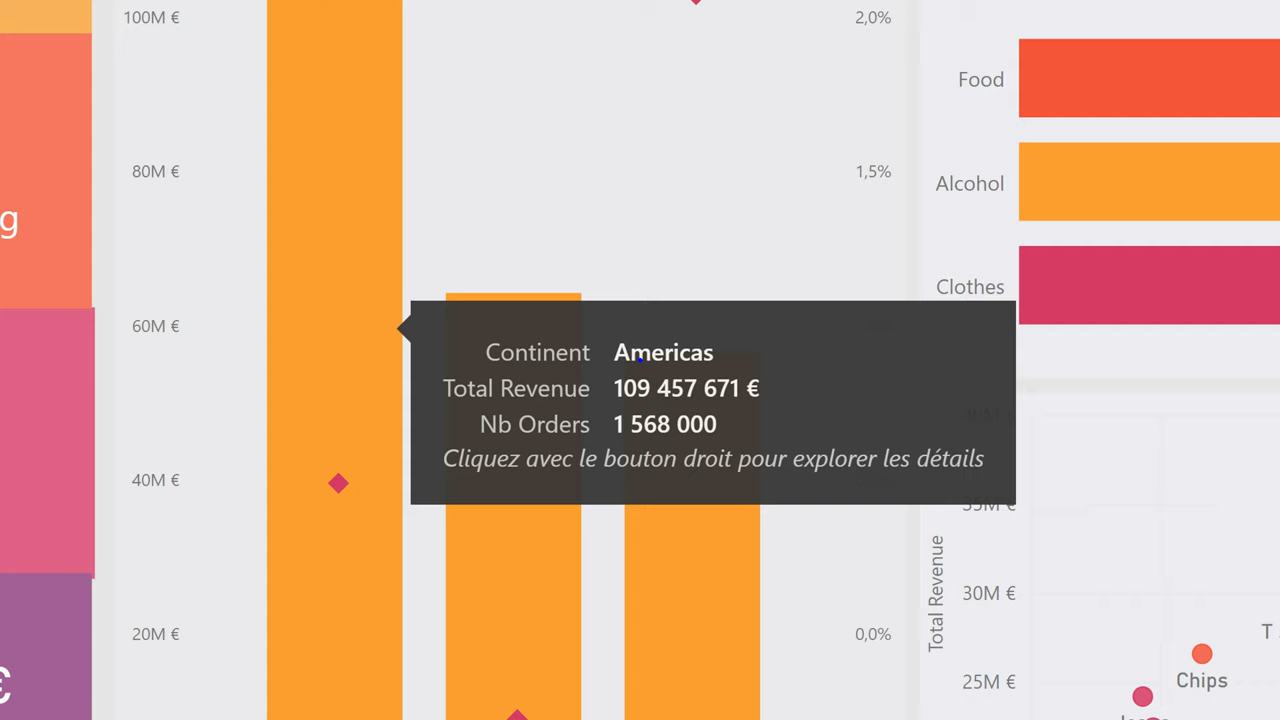 g
€
100M €
80M €
60M €
40M €
20M €
2,0%
1,5%
0,0%
Continent Americas
Total Revenue 109 457 671 €
Nb Orders 1 568 000
Cliquez avec le bouton droit pour explorer les détails
Food
Alcohol
Clothes
Total Revenue
35M €
30M €
25M €
T
Chips